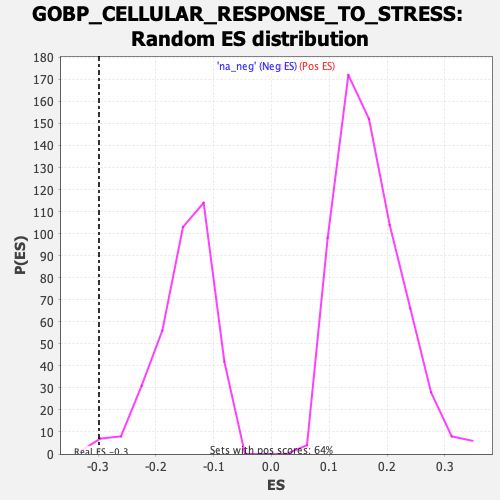 GOBP_CELLULAR_RESPONSE_TO_STRESS:
Random ES distribution
'na_neg' (Neg ES) (Pos ES)
180
170
160
150
140
130
120
110
100
90
80
70
60
50
40
30
20
10
0
P(ES)
Real ES -0.3
Sets with pos scores: 64%
-0.3 -0.2 -0.1 0.0 0.1 0.2 0.3
ES